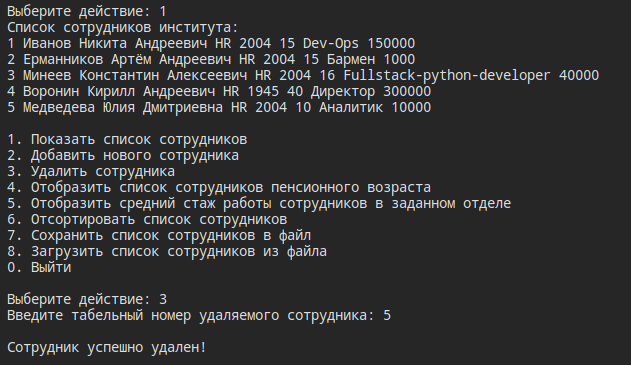 Выберите действие: 1
Список сотрудников института:
1 Иванов Никита Андреевич HR 2004 15 Dev-Ops 150000
2 Ерманников Артём Андреевич HR 2004 15 Бармен 1000
3 Минеев Константин Алексеевич HR 2004 16 Fullstack-python-developer 40000
4 Воронин Кирилл Андреевич HR 1945 40 Директор 300000
5 Медведева Юлия Дмитриевна HR 2004 10 Аналитик 10000
1. Показать список сотрудников
2. Добавить нового сотрудника
3. Удалить сотрудника
4. Отобразить список сотрудников пенсионного возраста
5. Отобразить средний стаж работы сотрудников в заданном отделе
6. Отсортировать список сотрудников
7. Сохранить список сотрудников в файл
8. Загрузить список сотрудников из файла
0. Выйти
Выберите действие: 3
Введите табельный номер удаляемого сотрудника: 5
Сотрудник успешно удален!